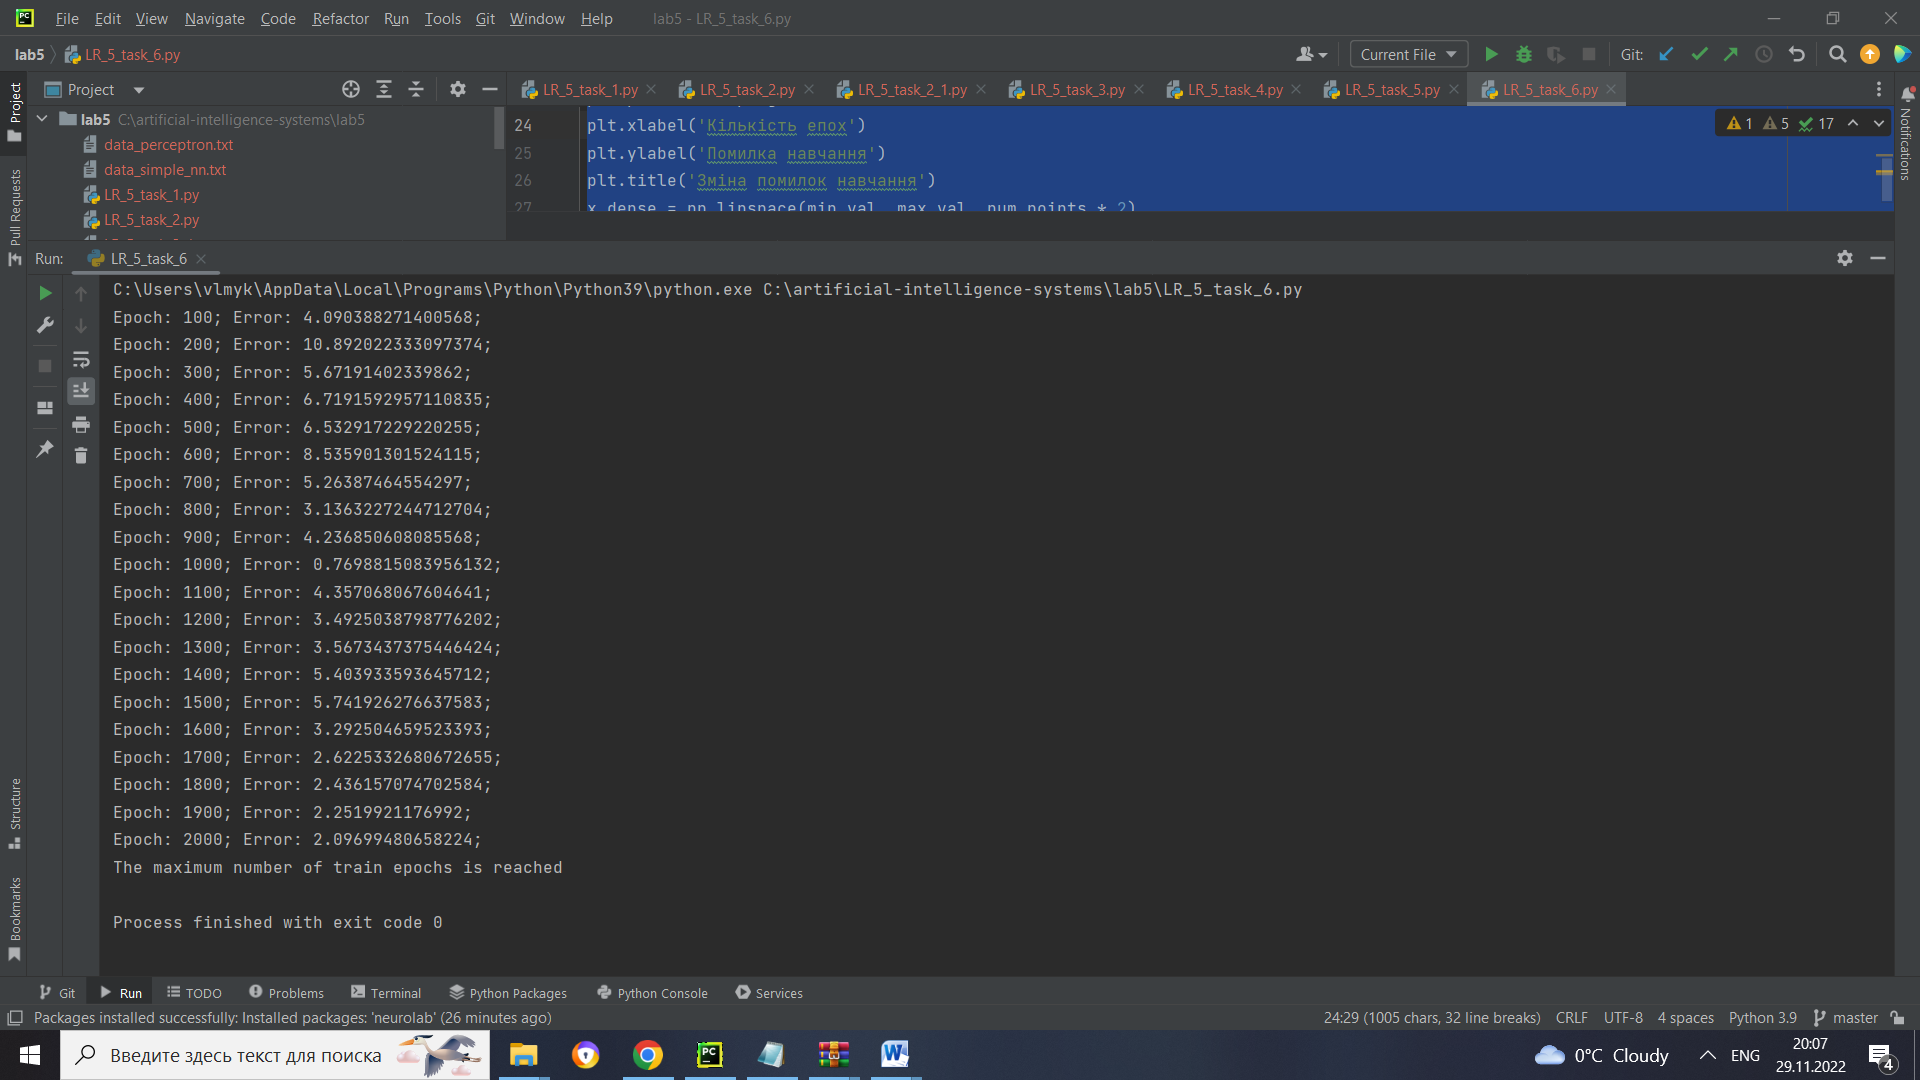 File Edit View Navigate Code Refactor Run Tools Git Window Help lab5 - LR_5_task_6.py
lab5 LR_5_task_6.py Current File Git:
Project LR_5_task_1.py LR_5_task_2.py LR_5_task_2_1.py LR_5_task_3.py LR_5_task_4.py LR_5_task_5.py LR_5_task_6.py
lab5 C:\artificial-intelligence-systems\lab5
data_perceptron.txt
data_simple_nn.txt
LR_5_task_1.py
LR_5_task_2.py
24 plt.xlabel('Кількість епох')
25 plt.ylabel('Помилка навчання')
26 plt.title('Зміна помилок навчання')
27 x_dense = np.linspace(min_val, max_val, num_points * 2)
1 5 17
Project
Pull Requests
Structure
Bookmarks
Notifications
Run: LR_5_task_6
C:\Users\vlmyk\AppData\Local\Programs\Python\Python39\python.exe C:\artificial-intelligence-systems\lab5\LR_5_task_6.py
Epoch: 100; Error: 4.090388271400568;
Epoch: 200; Error: 10.892022333097374;
Epoch: 300; Error: 5.67191402339862;
Epoch: 400; Error: 6.7191592957110835;
Epoch: 500; Error: 6.532917229220255;
Epoch: 600; Error: 8.535901301524115;
Epoch: 700; Error: 5.26387464554297;
Epoch: 800; Error: 3.1363227244712704;
Epoch: 900; Error: 4.236850608085568;
Epoch: 1000; Error: 0.7698815083956132;
Epoch: 1100; Error: 4.357068067604641;
Epoch: 1200; Error: 3.4925038798776202;
Epoch: 1300; Error: 3.5673437375446424;
Epoch: 1400; Error: 5.403933593645712;
Epoch: 1500; Error: 5.741926276637583;
Epoch: 1600; Error: 3.292504659523393;
Epoch: 1700; Error: 2.6225332680672655;
Epoch: 1800; Error: 2.436157074702584;
Epoch: 1900; Error: 2.2519921176992;
Epoch: 2000; Error: 2.09699480658224;
The maximum number of train epochs is reached
Process finished with exit code 0
Git Run TODO Problems Terminal Python Packages Python Console Services
Packages installed successfully: Installed packages: 'neurolab' (26 minutes ago) 24:29 (1005 chars, 32 line breaks) CRLF UTF-8 4 spaces Python 3.9 master
Введите здесь текст для поиска 0°C Cloudy ENG 20:07
29.11.2022 4